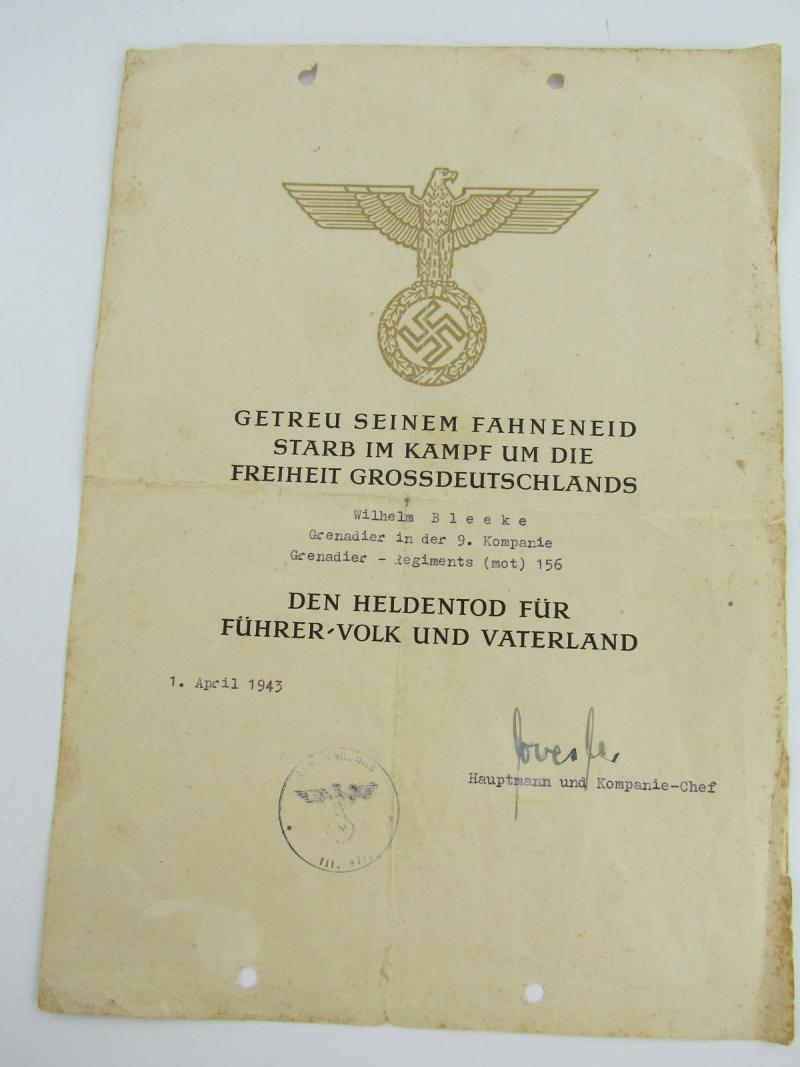 GETREU SEINEM FAHNENEID
STARB IM KAMPF UM DIE
FREIHEIT GROSSDEUTSCHLANDS
Wilhelm B l e e k e
Grenadier in der 9. Kompanie
Grenadier - Regiments (mot) 156
DEN HELDENTOD FÜR
FÜHRER-VOLK UND VATERLAND
1. April 1943
Hauptmann und Kompanie-Chef